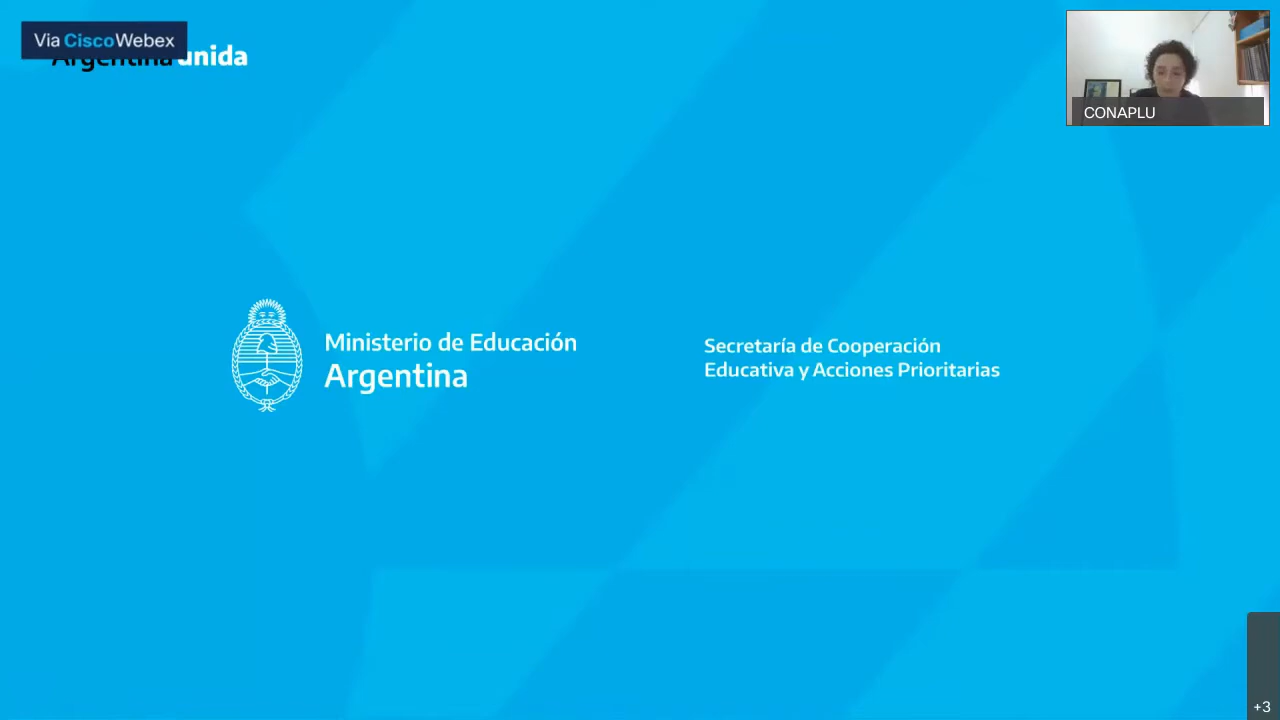 Via CiscoWebex
Argentina unida
CONAPLU
Ministerio de Educación
Argentina
Secretaría de Cooperación
Educativa y Acciones Prioritarias
+3